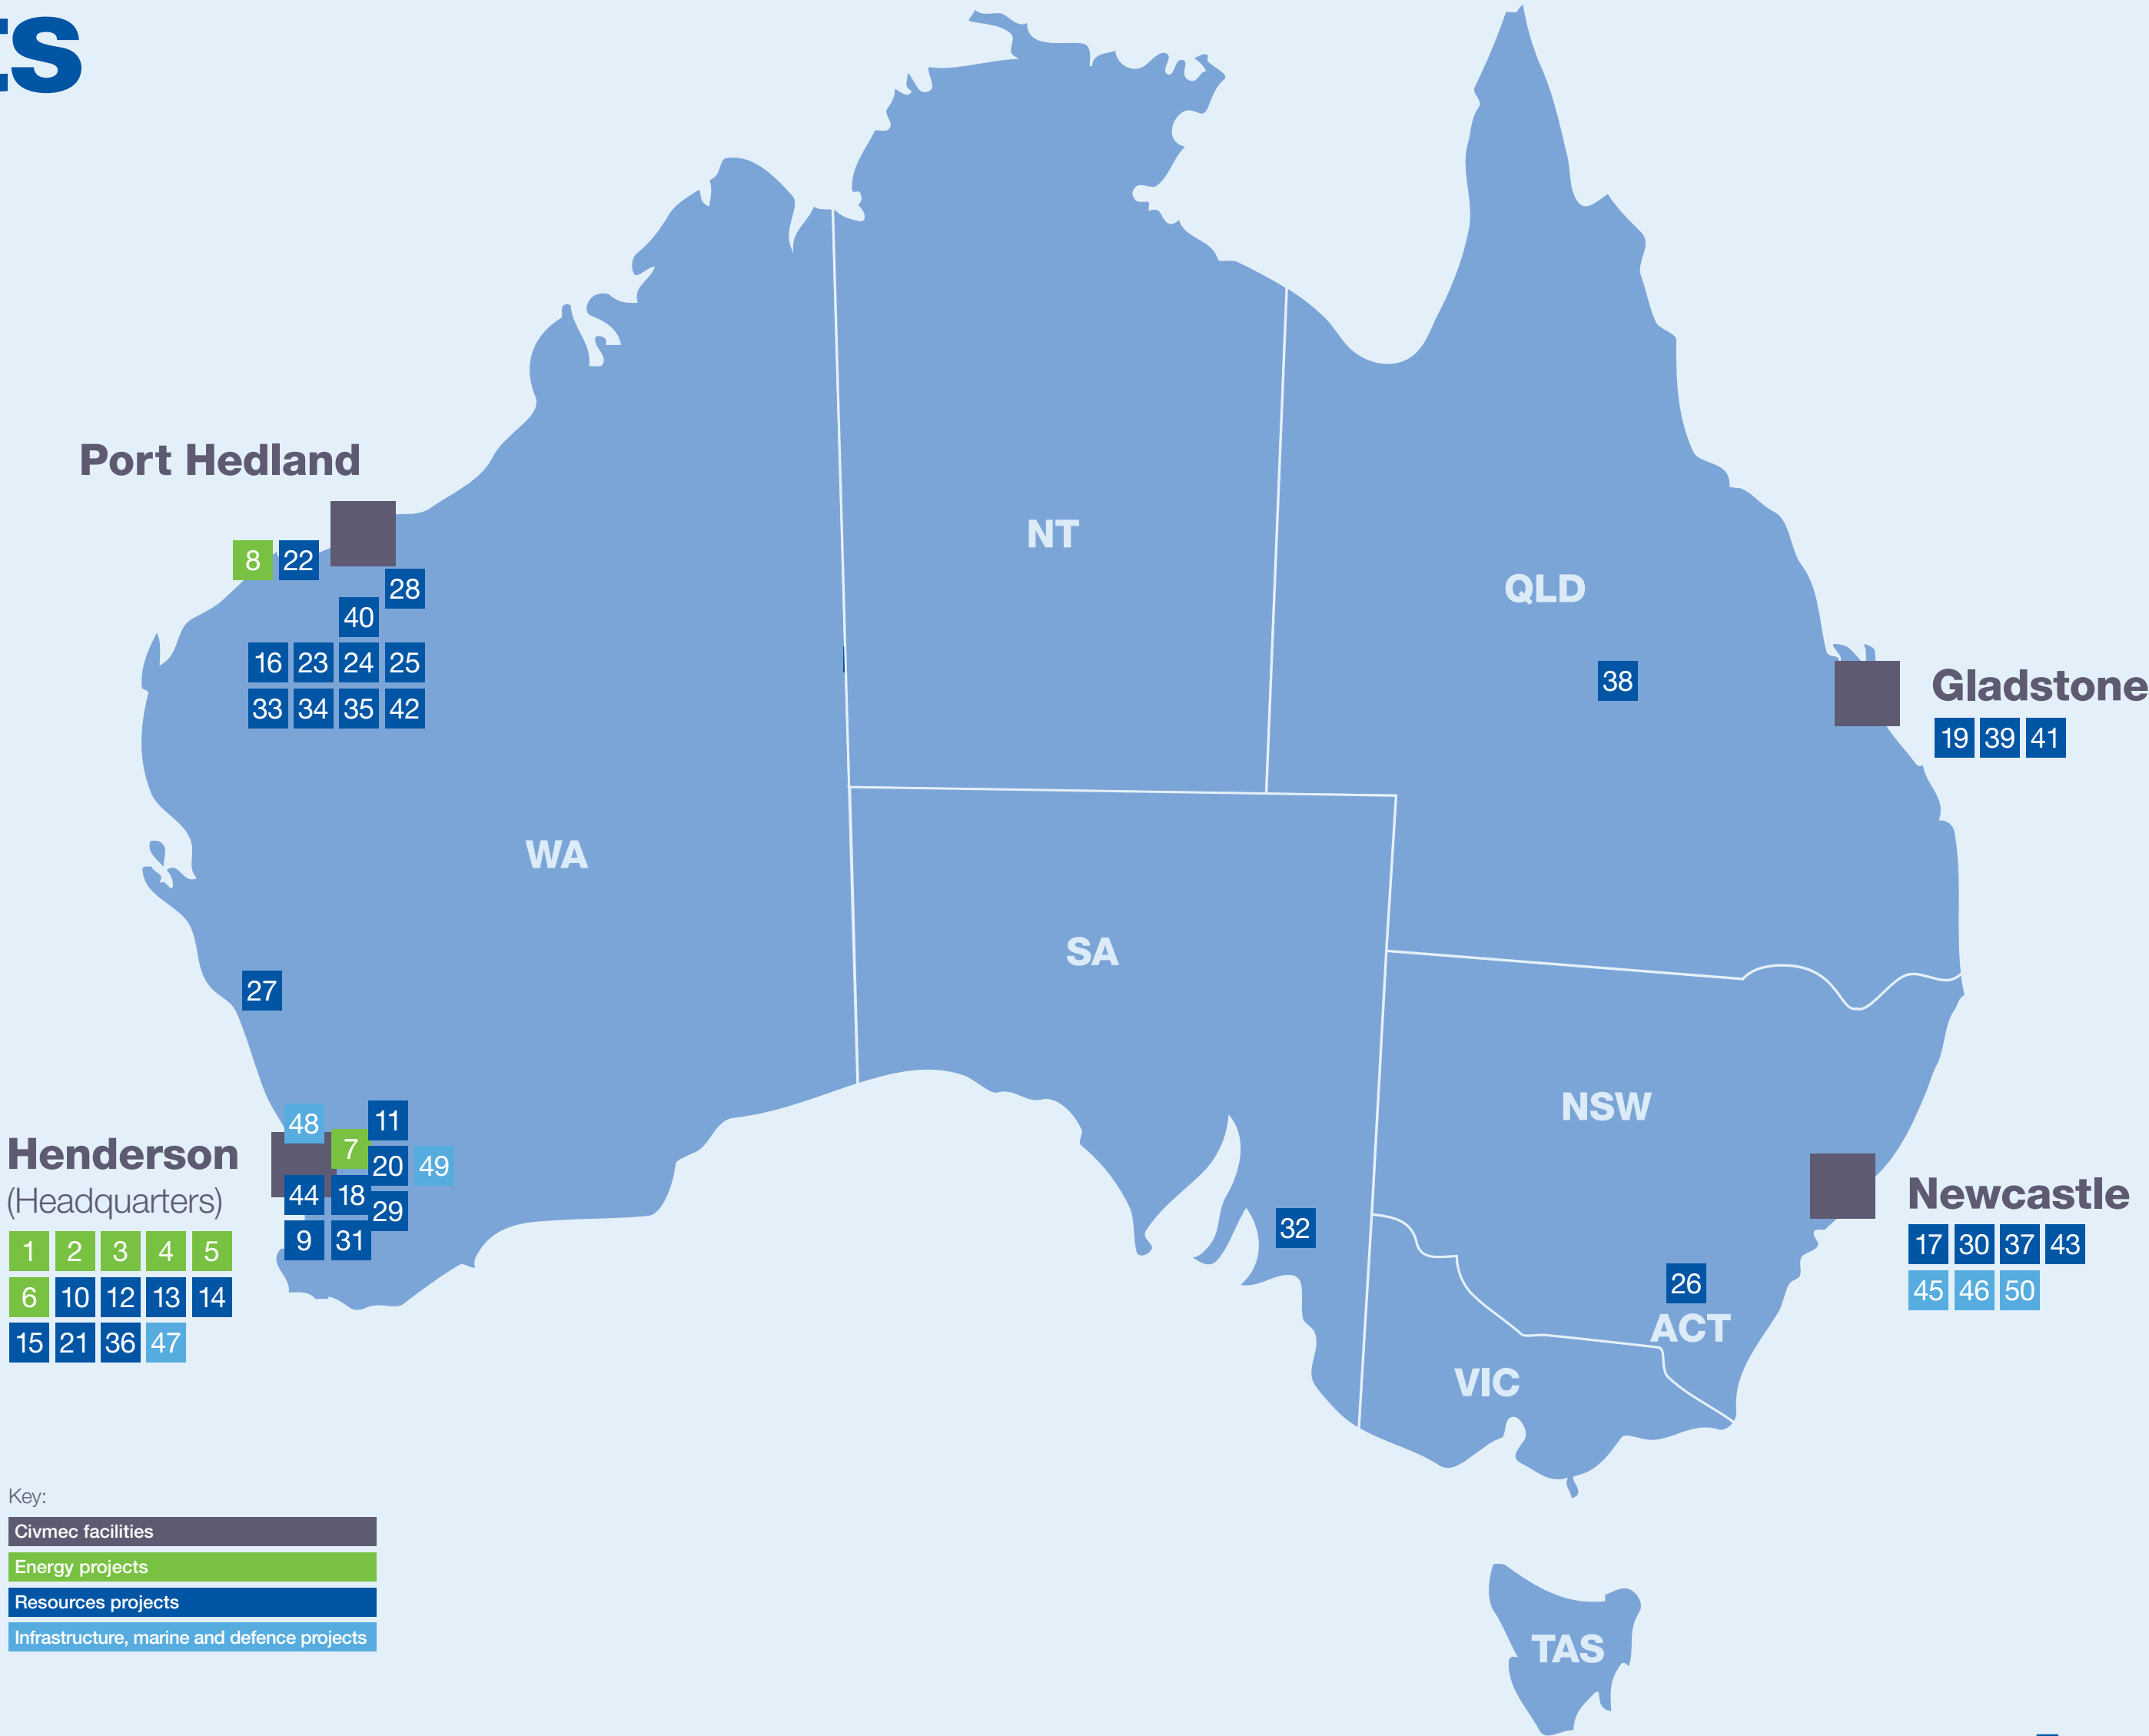 Port Hedland
8 22
28
40
16 23 24 25
33 34 35 42
NT
QLD
38
Gladstone
19 39 41
WA
SA
27
NSW
48 11
7
20 49
44 18
29
9 31
Henderson
(Headquarters)
1 2 3 4 5
6 10 12 13 14
15 21 36 47
32
Newcastle
17 30 37 43
45 46 50
26
ACT
VIC
TAS
Key:
Civmec facilities
Energy projects
Resources projects
Infrastructure, marine and defence projects